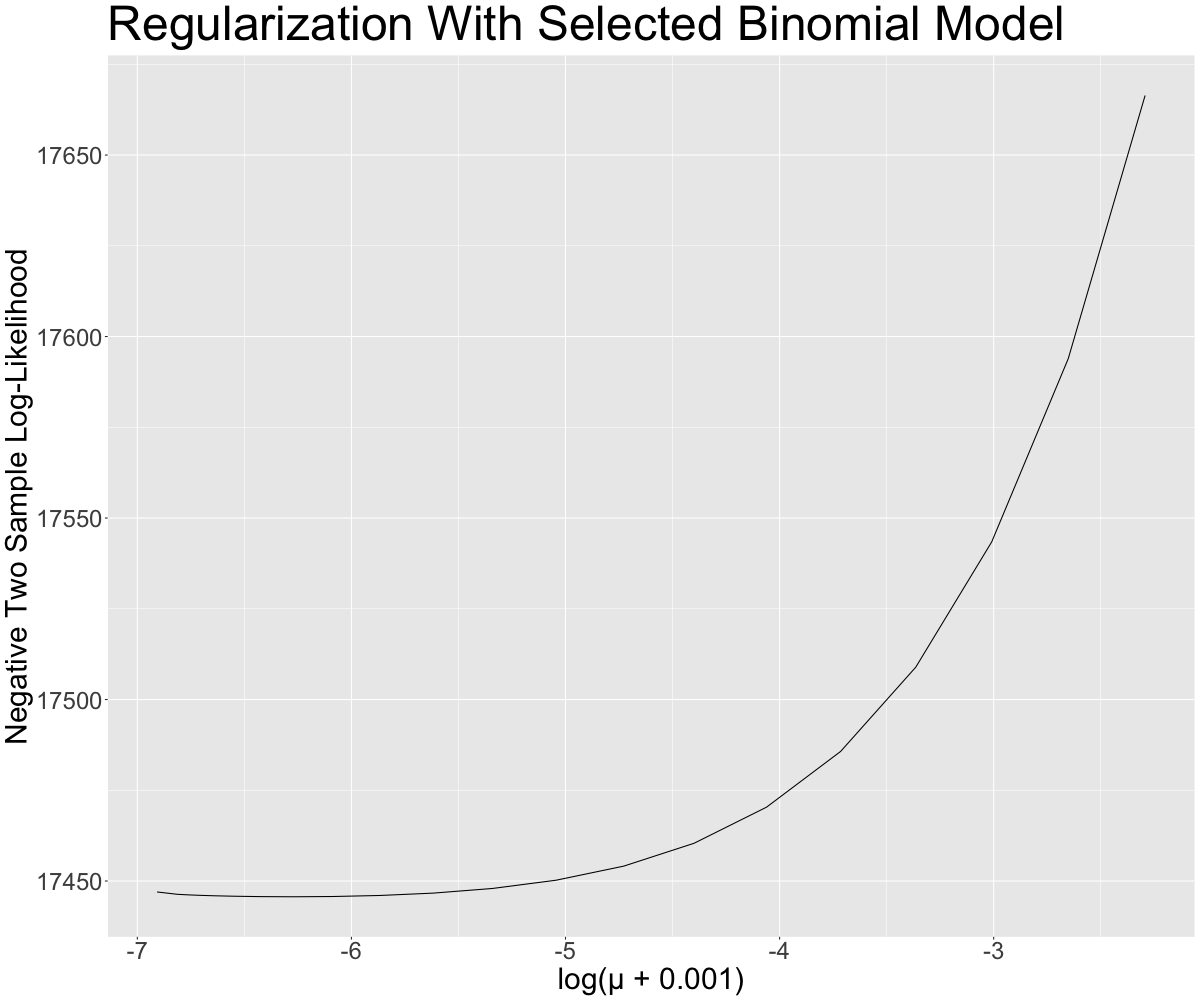 Regularization With Selected Binomial Model
Negative Two Sample Log-Likelihood
17650
17600
17550
17500
17450
-7 -6 -5 -4 -3
log(μ + 0.001)